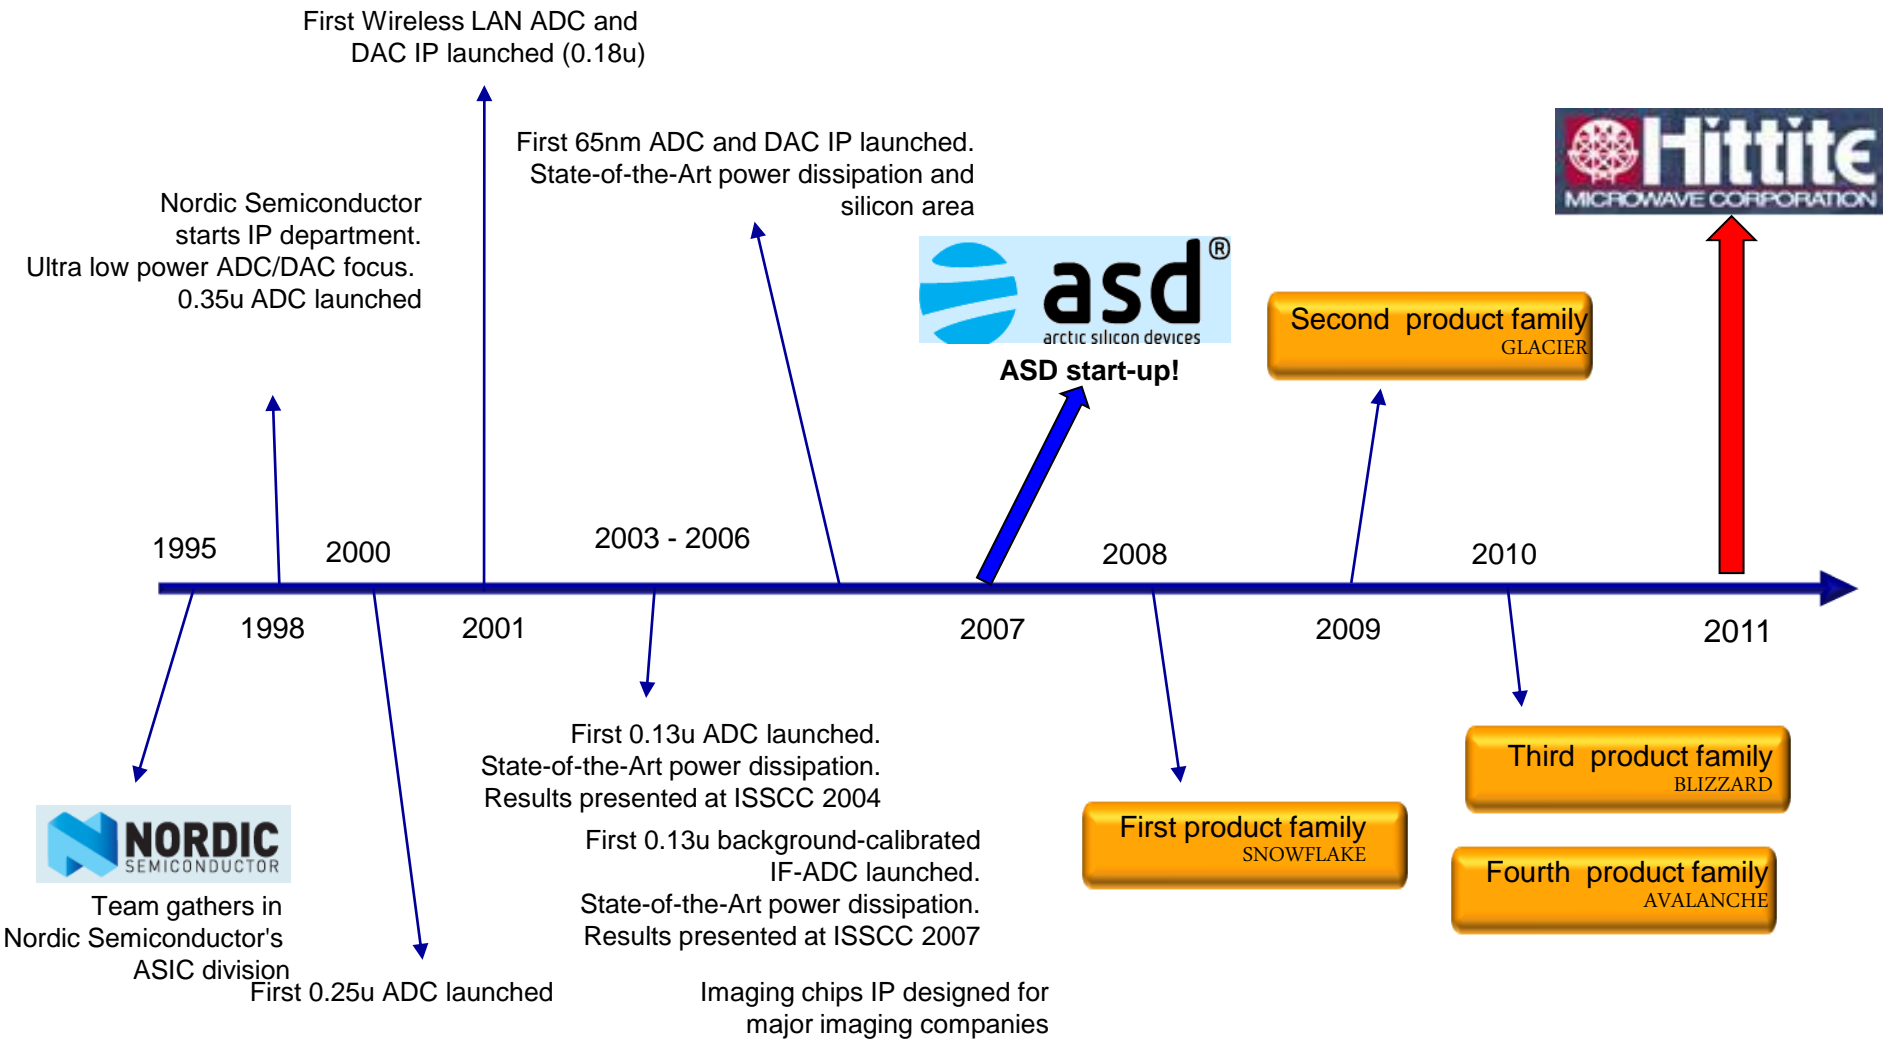 First Wireless LAN ADC and
DAC IP launched (0.18u)
First 65nm ADC and DAC IP launched.
State-of-the-Art power dissipation and
silicon area
Hittite
MICROWAVE CORPORATION
Nordic Semiconductor
starts IP department.
Ultra low power ADC/DAC focus.
0.35u ADC launched
asd®
arctic silicon devices
ASD start-up!
Second product family
GLACIER
1995
2000
2003 - 2006
2008
2010
1998
2001
2007
2009
2011
First 0.13u ADC launched.
State-of-the-Art power dissipation.
Results presented at ISSCC 2004
Third product family
BLIZZARD
NORDIC
SEMICONDUCTOR
First 0.13u background-calibrated
IF-ADC launched.
State-of-the-Art power dissipation.
Results presented at ISSCC 2007
First product family
SNOWFLAKE
Fourth product family
AVALANCHE
Team gathers in
Nordic Semiconductor's
ASIC division
First 0.25u ADC launched
Imaging chips IP designed for
major imaging companies